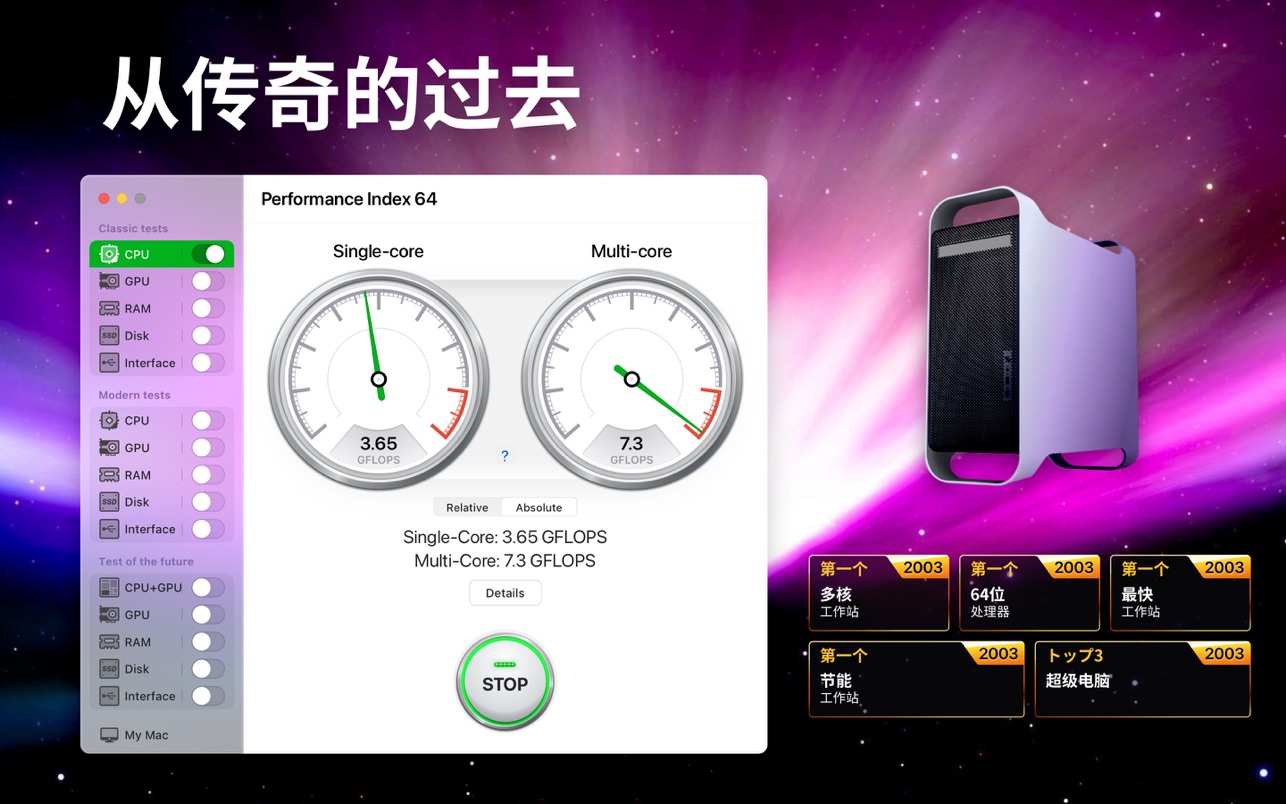 从传奇的过去
Performance Index 64
Classic tests
CPU
GPU
RAM
Disk
Interface
Modern tests
CPU
GPU
RAM
Disk
Interface
Test of the future
CPU+GPU
GPU
RAM
Disk
Interface
My Mac
Single-core
3.65
GFLOPS
Multi-core
7.3
GFLOPS
?
Relative
Absolute
Single-Core: 3.65 GFLOPS
Multi-Core: 7.3 GFLOPS
Details
STOP
第一个 2003
多核
工作站
第一个 2003
64位
处理器
第一个 2003
最快
工作站
第一个 2003
节能
工作站
トップ3 2003
超级电脑